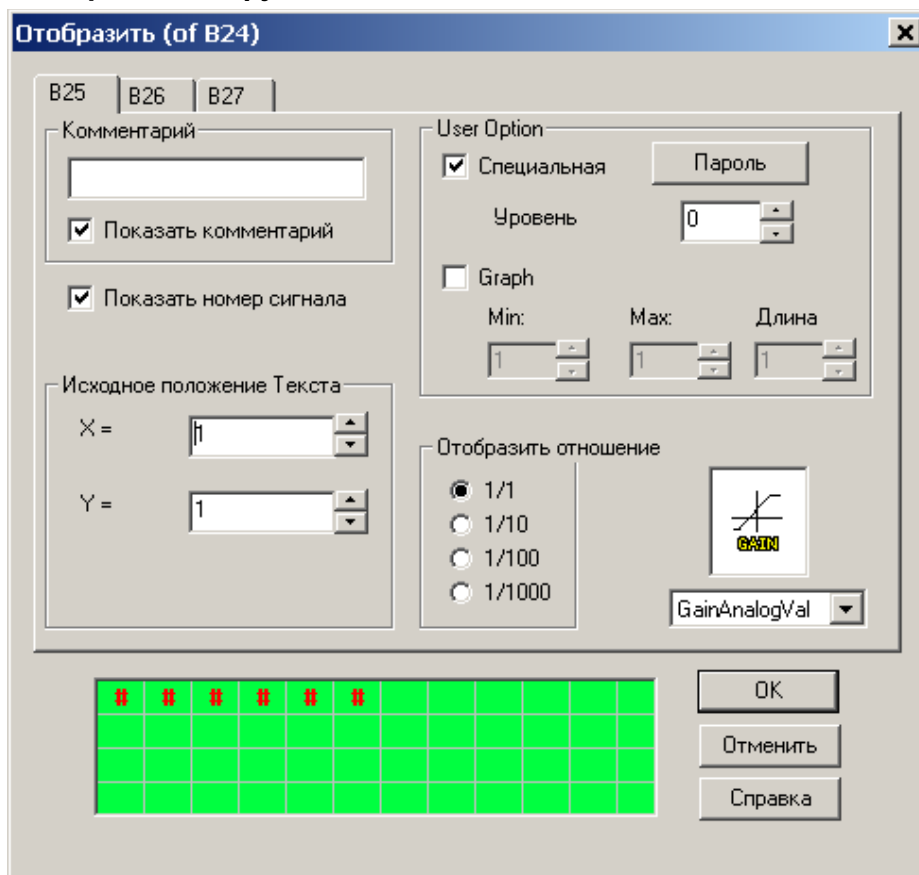 Отобразить (of B24)
B25 B26 B27
Комментарий
Показать комментарий
Показать номер сигнала
Исходное положение Текста
X = 1
Y = 1
User Option
Специальная Пароль
Уровень 0
Graph
Min: Max: Длина
1 1 1
Отобразить отношение
1/1
1/10
1/100
1/1000
GAIN
GainAnalogVal
# # # # # #
OK
Отменить
Справка